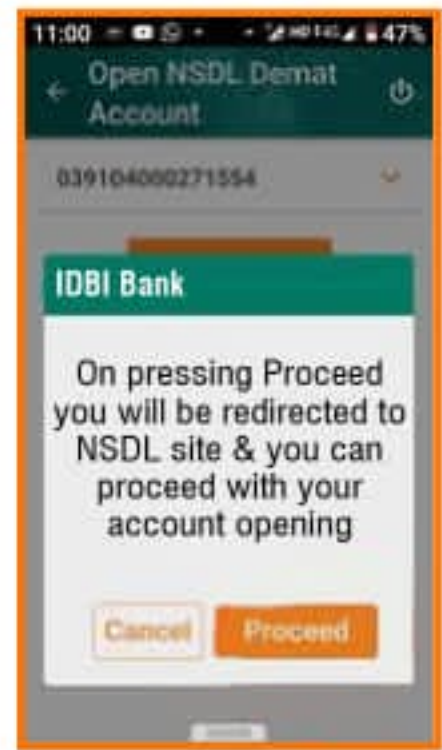 11:00
47%
Open NSDL Demat
Account
039104000271554
IDBI Bank
On pressing Proceed
you will be redirected to
NSDL site & you can
proceed with your
account opening
Cancel Proceed